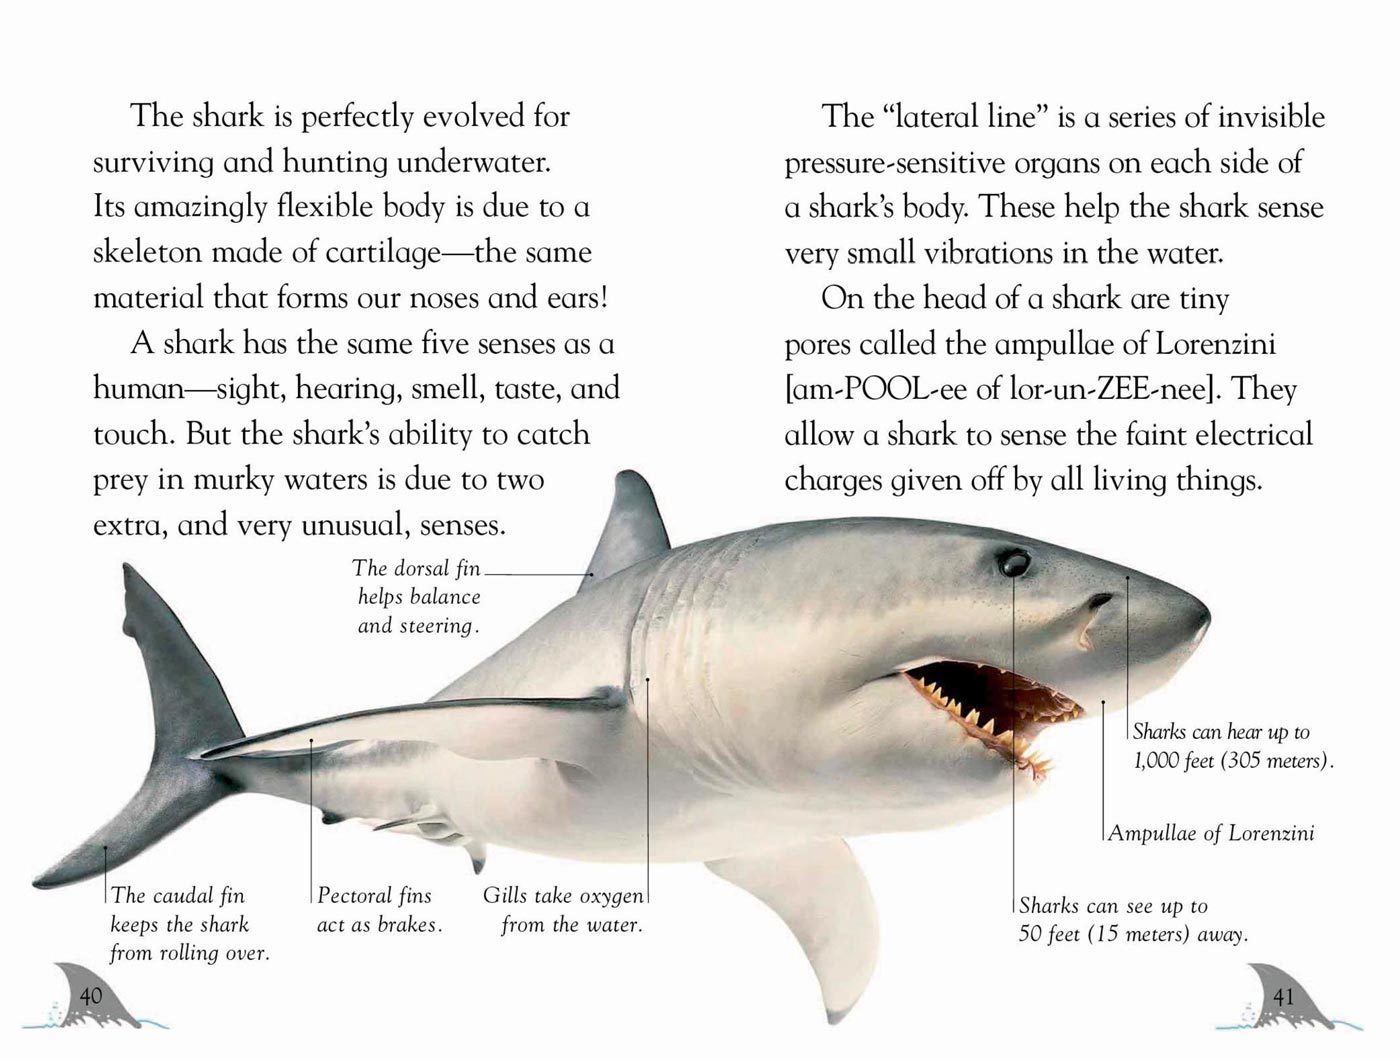 The shark is perfectly evolved for
surviving and hunting underwater.
Its amazingly flexible body is due to a
skeleton made of cartilage—the same
material that forms our noses and ears!
A shark has the same five senses as a
human—sight, hearing, smell, taste, and
touch. But the shark’s ability to catch
prey in murky waters is due to two
extra, and very unusual, senses.
The dorsal fin
helps balance
and steering.
The caudal fin
keeps the shark
from rolling over.
Pectoral fins
act as brakes.
Gills take oxygen
from the water.
40
The “lateral line” is a series of invisible
pressure-sensitive organs on each side of
a shark’s body. These help the shark sense
very small vibrations in the water.
On the head of a shark are tiny
pores called the ampullae of Lorenzini
[am-POOL-ee of lor-un-ZEE-nee]. They
allow a shark to sense the faint electrical
charges given off by all living things.
Sharks can hear up to
1,000 feet (305 meters).
Ampullae of Lorenzini
Sharks can see up to
50 feet (15 meters) away.
41